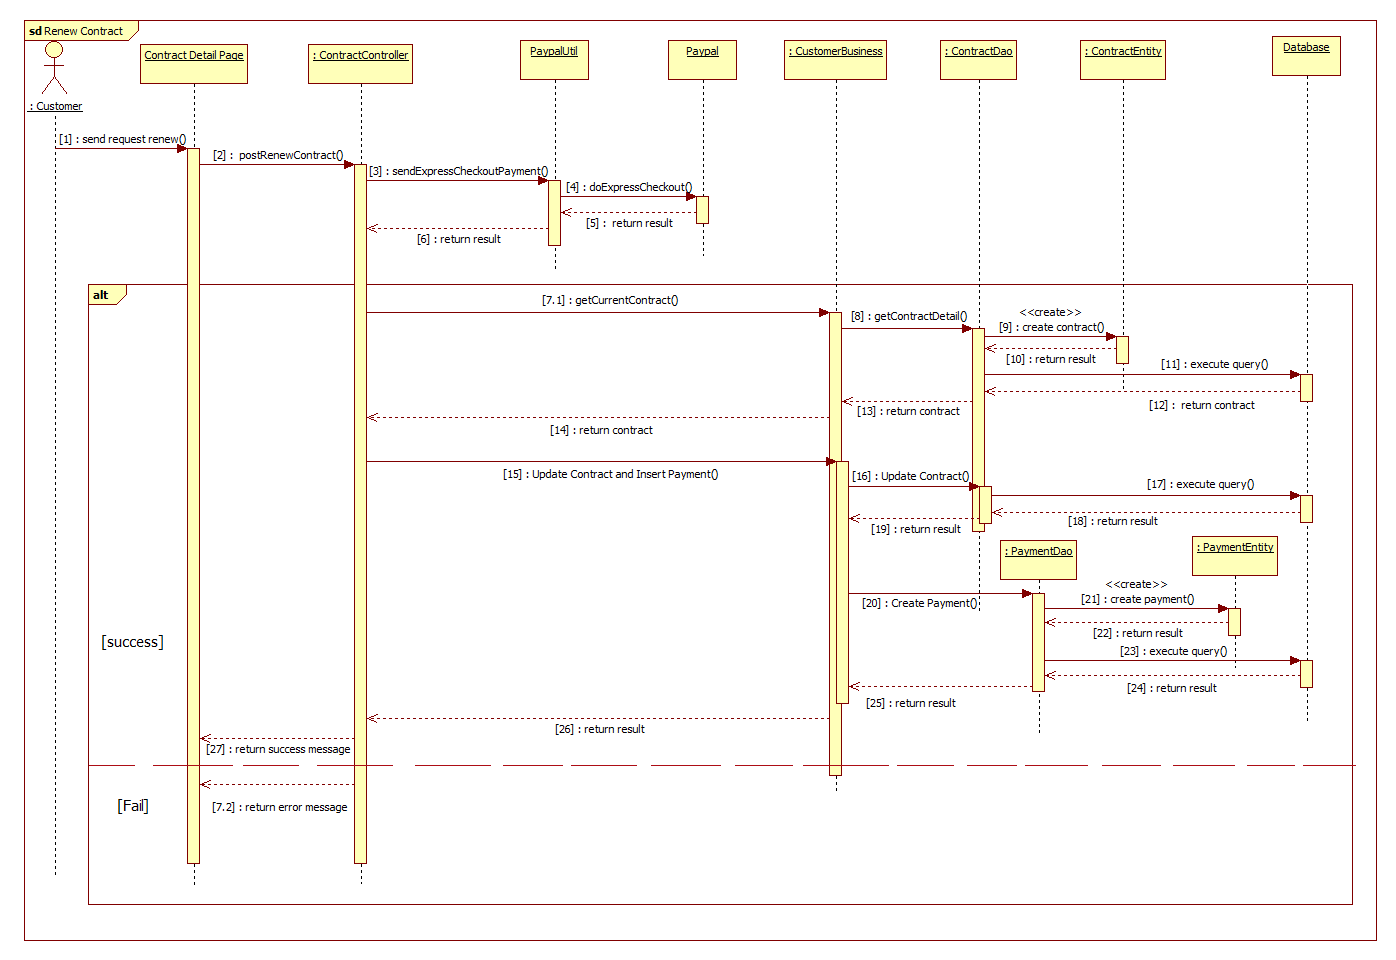 sd Renew Contract
: Customer
Contract Detail Page
: ContractController
PaypalUtil
Paypal
: CustomerBusiness
: ContractDao
: ContractEntity
Database
[1] : send request renew()
[2] : postRenewContract()
[3] : sendExpressCheckoutPayment()
[4] : doExpressCheckout()
[5] : return result
[6] : return result
alt
[7.1] : getCurrentContract()
[8] : getContractDetail()
<<create>>
[9] : create contract()
[10] : return result
[11] : execute query()
[12] : return contract
[13] : return contract
[14] : return contract
[15] : Update Contract and Insert Payment()
[16] : Update Contract()
[17] : execute query()
[18] : return result
[19] : return result
: PaymentDao
: PaymentEntity
<<create>>
[20] : Create Payment()
[21] : create payment()
[22] : return result
[success]
[23] : execute query()
[24] : return result
[25] : return result
[26] : return result
[27] : return success message
[Fail]
[7.2] : return error message